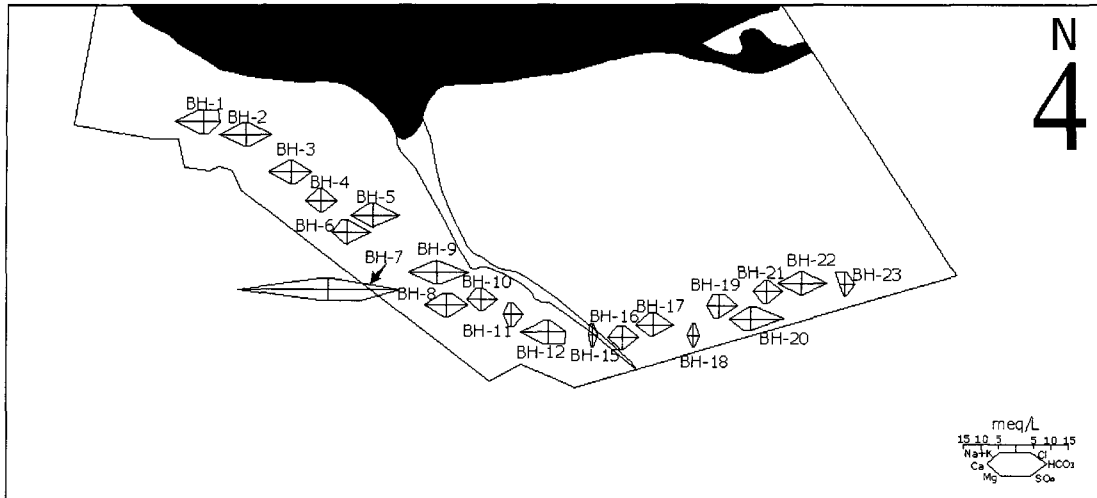 N
4
BH-1
BH-2
BH-3
BH-4
BH-5
BH-6
BH-7
BH-9
BH-8
BH-10
BH-11
BH-12
BH-15
BH-16
BH-17
BH-18
BH-19
BH-20
BH-21
BH-22
BH-23
meq/L
15 10 5 5 10 15
Na+K Cl
Ca HCO3
Mg SO4